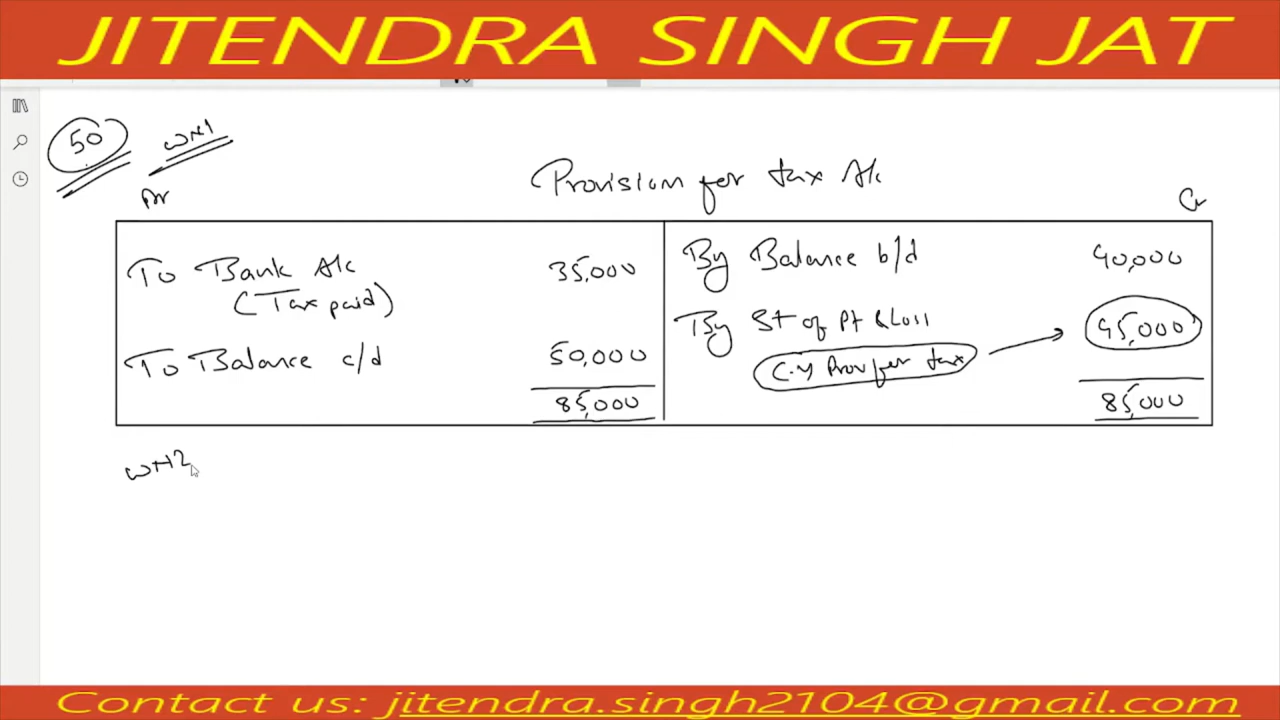 JITENDRA SINGH JAT
50 WN1
Provision for tax A/c
Dr Cr
To Bank A/c 35,000
(Tax paid)
To Balance c/d 50,000
85,000
By Balance b/d 40,000
By St of Pt & Loss 45,000
C.Y Prov for tax
85,000
WN2
Contact us: jitendra.singh2104@gmail.com